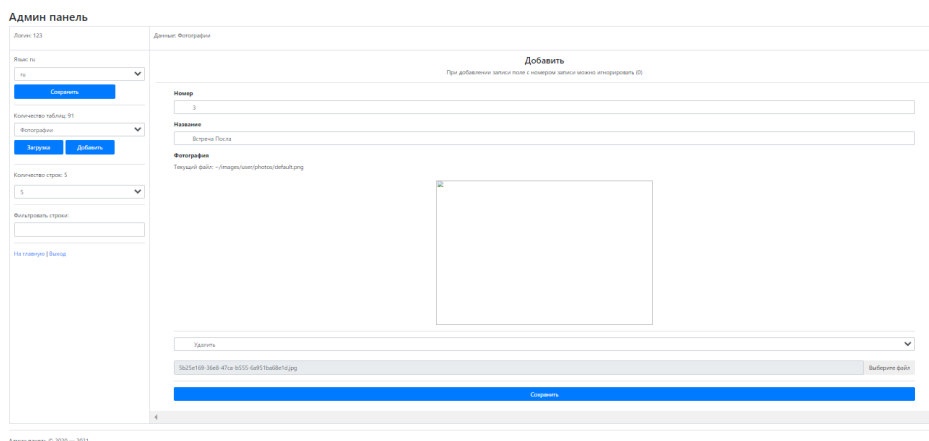 Админ панель
Логин: 123
Данные: Фотографии
Язык: ru
ru
Сохранить
Количество таблиц: 91
Фотографии
Загрузка
Добавить
Количество строк: 5
5
Фильтровать строки:
На главную | Выход
Добавить
При добавлении записи поле с номером записи можно игнорировать (0)
Номер
3
Название
Встреча Посла
Фотография
Текущий файл: ~/images/user/photos/default.png
Удалить
5b25e169-36e0-47ca-b555-6a951ba68e1d.jpg
Выберите файл
Сохранить